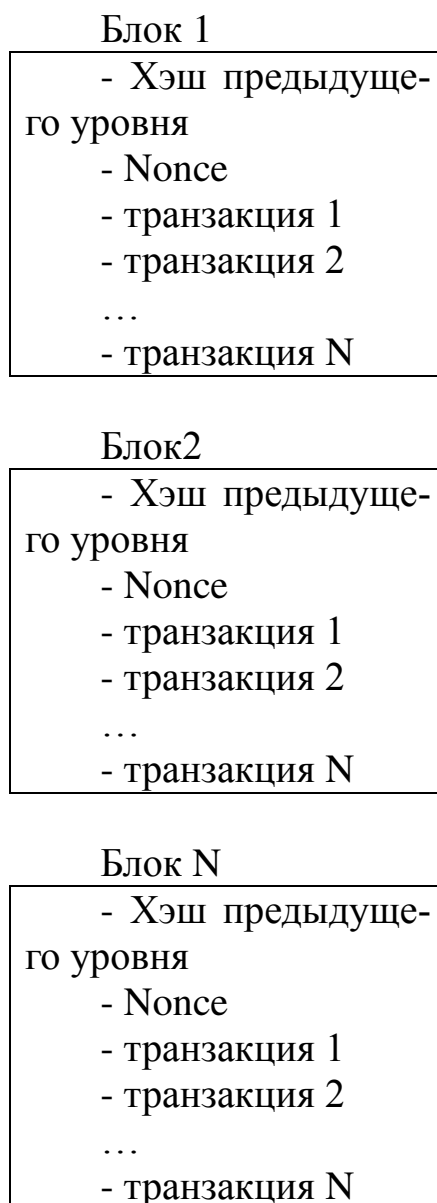 Блок 1
- Хэш предыдуще-
го уровня
- Nonce
- транзакция 1
- транзакция 2
…
- транзакция N
Блок2
- Хэш предыдуще-
го уровня
- Nonce
- транзакция 1
- транзакция 2
…
- транзакция N
Блок N
- Хэш предыдуще-
го уровня
- Nonce
- транзакция 1
- транзакция 2
…
- транзакция N